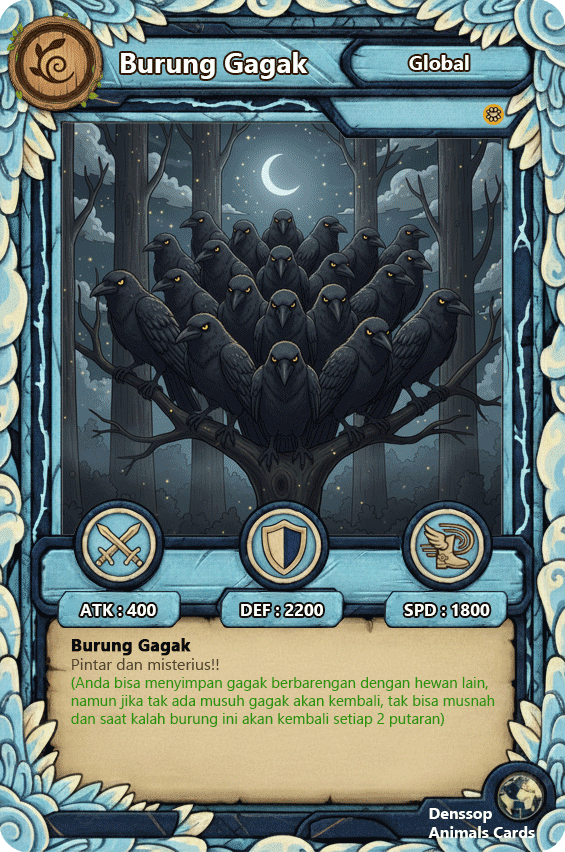 Burung Gagak
Global
ATK : 400
DEF : 2200
SPD : 1800
Burung Gagak
Pintar dan misterius!!
(Anda bisa menyimpan gagak berbarengan dengan hewan lain,
namun jika tak ada musuh gagak akan kembali, tak bisa musnah
dan saat kalah burung ini akan kembali setiap 2 putaran)
Denssop
Animals Cards